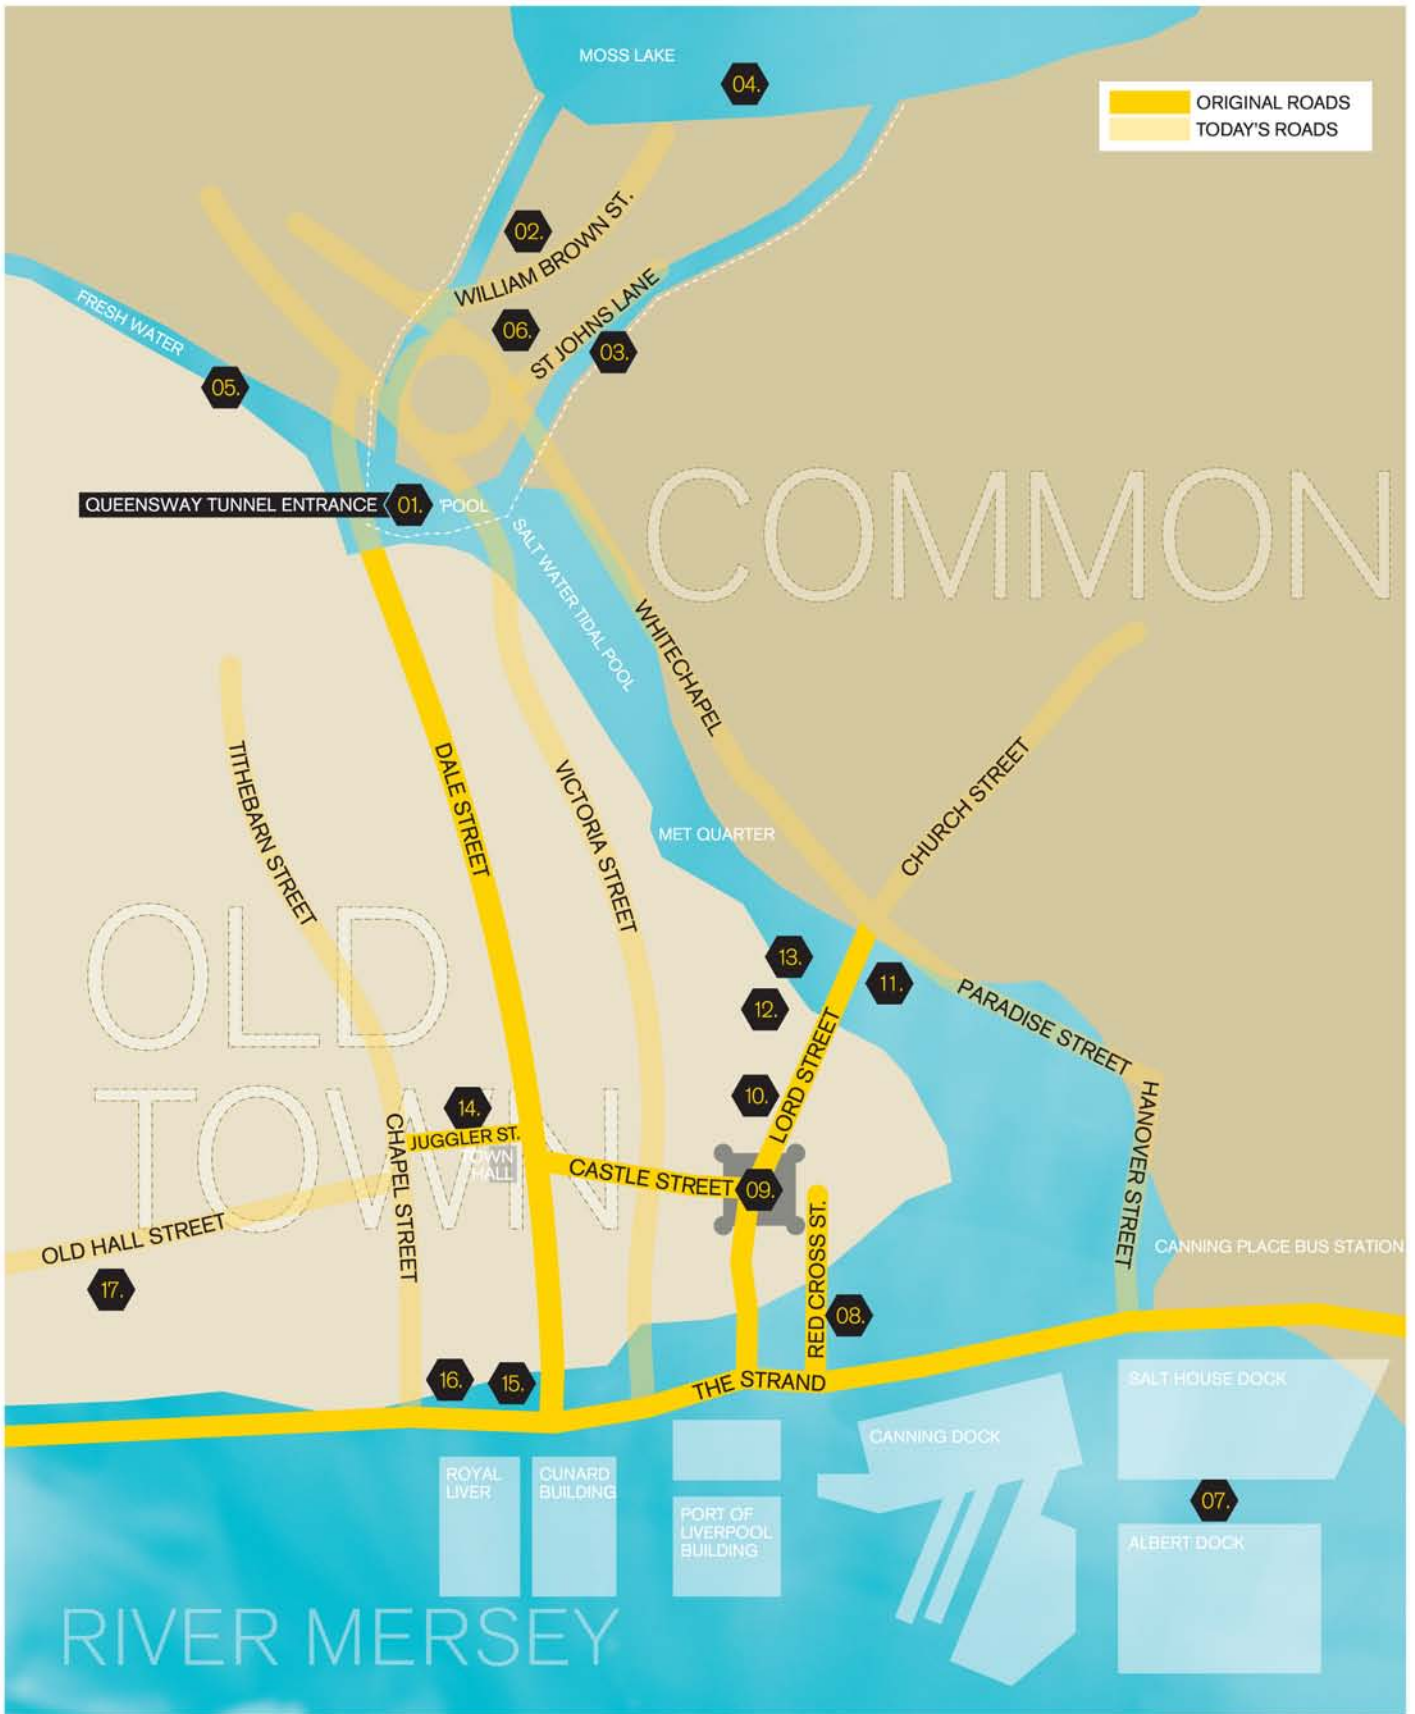 MOSS LAKE
04.
ORIGINAL ROADS
TODAY'S ROADS
02.
WILLIAM BROWN ST.
FRESH WATER
06.
ST JOHNS LANE
03.
05.
COMMON
QUEENSWAY TUNNEL ENTRANCE
01.
'POOL
SALT WATER TIDAL POOL
WHITECHAPEL
TITHEBARN STREET
DALE STREET
VICTORIA STREET
MET QUARTER
CHURCH STREET
OLD
TOWN
13.
11.
12.
PARADISE STREET
LORD STREET
10.
14.
JUGGLER ST.
TOWN
HALL
CHAPEL STREET
CASTLE STREET
09.
HANOVER STREET
RED CROSS ST.
OLD HALL STREET
CANNING PLACE BUS STATION
17.
08.
16.
15.
THE STRAND
SALT HOUSE DOCK
CANNING DOCK
ROYAL
LIVER
CUNARD
BUILDING
PORT OF
LIVERPOOL
BUILDING
07.
ALBERT DOCK
RIVER MERSEY